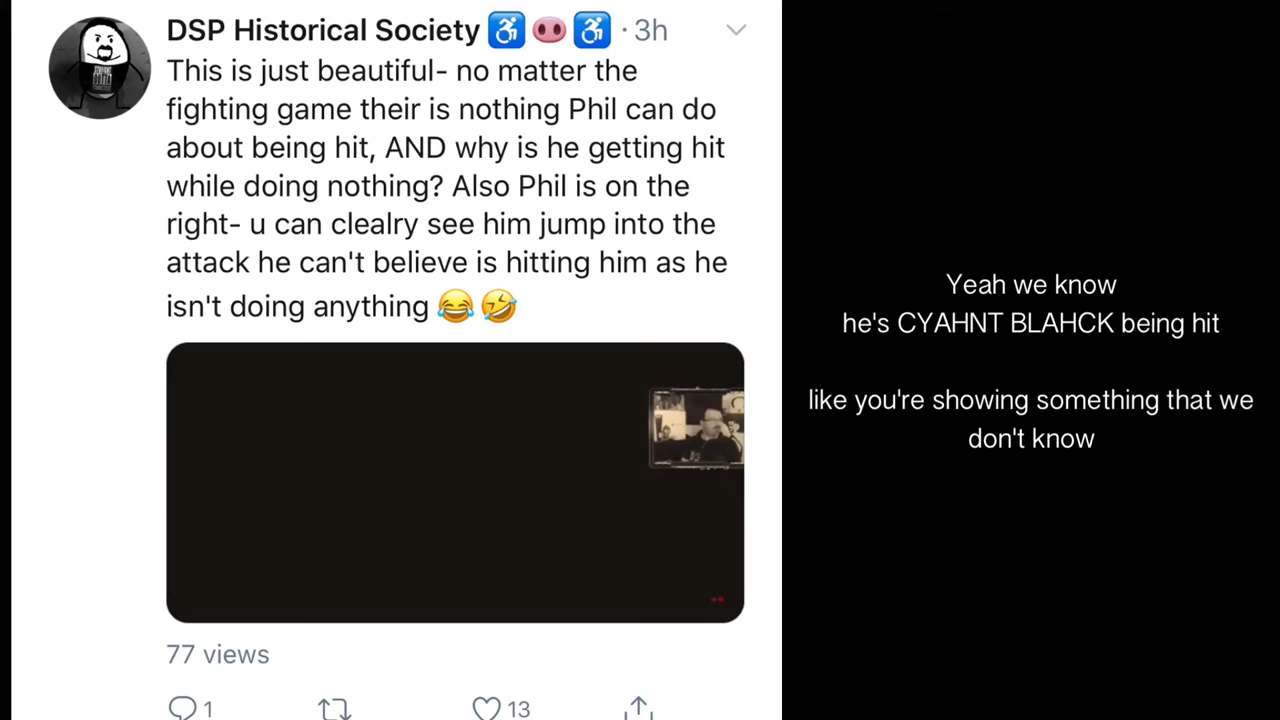 DSP Historical Society ♿ 🐽 ♿ · 3h
This is just beautiful- no matter the
fighting game their is nothing Phil can do
about being hit, AND why is he getting hit
while doing nothing? Also Phil is on the
right- u can clealry see him jump into the
attack he can't believe is hitting him as he
isn't doing anything 😂 🤣
77 views
1
13
Yeah we know
he's CYAHNT BLAHCK being hit
like you're showing something that we
don't know